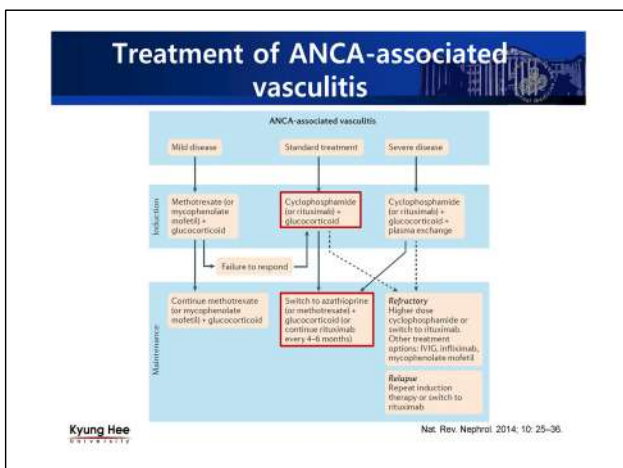 Treatment of ANCA-associated
vasculitis
ANCA-associated vasculitis
Mild disease
Standard treatment
Severe disease
Induction
Methotrexate (or
mycophenolate
mofetil) +
glucocorticoid
Cyclophosphamide
(or rituximab) +
glucocorticoid
Cyclophosphamide
(or rituximab) +
glucocorticoid +
plasma exchange
Failure to respond
Maintenance
Continue methotrexate
(or mycophenolate
mofetil) + glucocorticoid
Switch to azathioprine
(or methotrexate) +
glucocorticoid (or
continue rituximab
every 4–6 months)
Refractory
Higher dose
cyclophosphamide or
switch to rituximab.
Other treatment
options: IVIG, infliximab,
mycophenolate mofetil
Relapse
Repeat induction
therapy or switch to
rituximab
Kyung Hee
University
Nat. Rev. Nephrol. 2014; 10: 25–36.